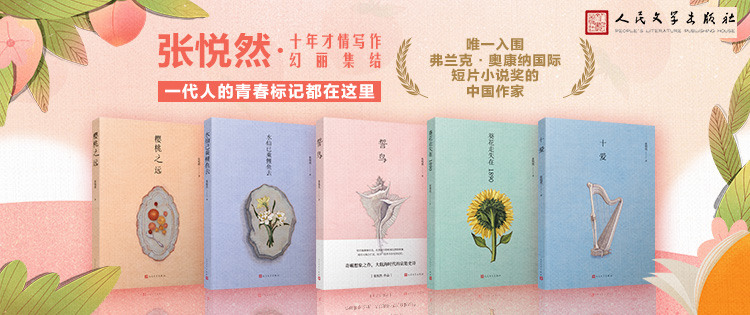 张悦然·十年才情写作
幻丽集结
一代人的青春标记都在这里
唯一入围
弗兰克·奥康纳国际
短片小说奖的
中国作家
人民文学出版社
PEOPLE'S LITERATURE PUBLISHING HOUSE
樱桃之远
水仙已乘鲤鱼去
誓鸟
葵花走失在1890
十爱